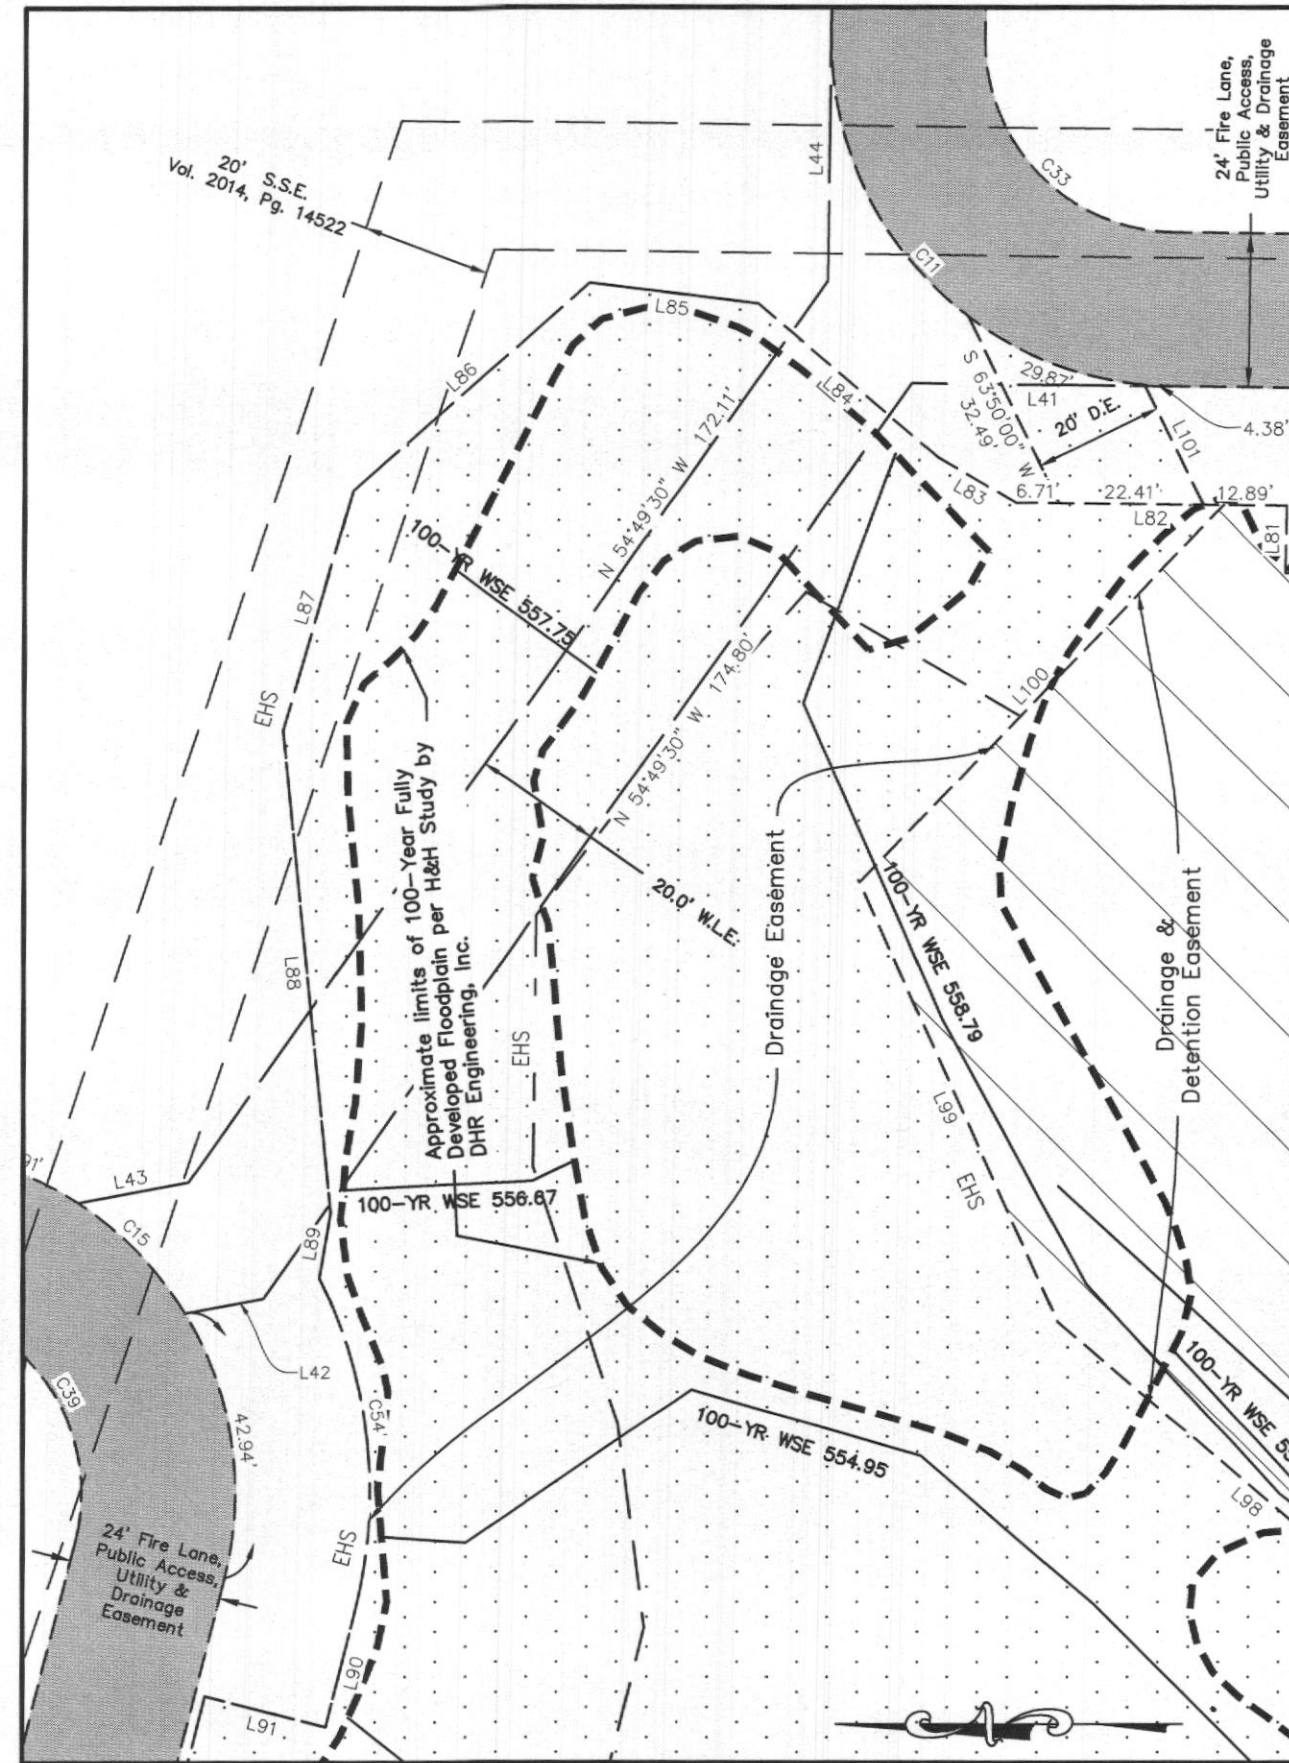 20' S.S.E.
Vol. 2014, Pg. 14522
L44
C33
24' Fire Lane,
Public Access,
Utility & Drainage
Easement
C11
L85
L86
L84
S 63°50'00" W
32.49'
29.87'
L41
20' D.E.
L101
4.38'
L83
6.71'
22.41'
L82
12.89'
L81
N 54°49'30" W 172.11'
100-YR WSE 557.75
L87
EHS
N 54°49'30" W 174.80'
20.0' W.L.E.
L100
Approximate limits of 100-Year Fully
Developed Floodplain per H&H Study by
DHR Engineering, Inc.
Drainage Easement
100-YR WSE 558.79
Drainage &
Detention Easement
L88
EHS
L99
EHS
91'
L43
C15
L89
100-YR WSE 556.67
L42
C39
42.94'
C54
100-YR WSE 554.95
100-YR WSE
L98
24' Fire Lane,
Public Access,
Utility &
Drainage
Easement
EHS
L90
L91
N